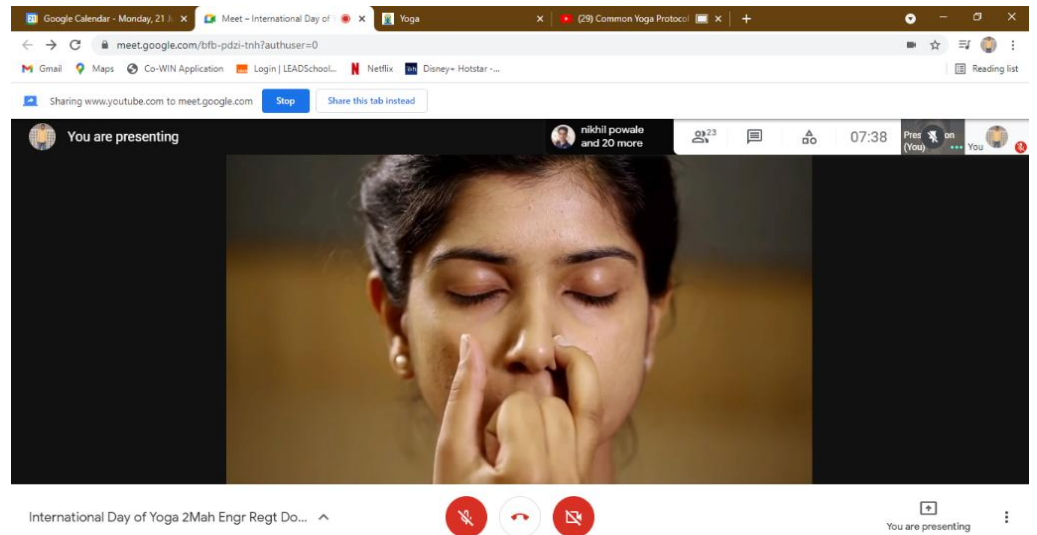 Google Calendar - Monday, 21 J
Meet – International Day of
Yoga
(29) Common Yoga Protocol
meet.google.com/bfb-pdzi-tnh?authuser=0
Gmail
Maps
Co-WIN Application
Login | LEADSchool...
Netflix
Disney+ Hotstar -...
Reading list
Sharing www.youtube.com to meet.google.com
Stop
Share this tab instead
You are presenting
nikhil powale
and 20 more
23
07:38
Pres on
(You)
You
International Day of Yoga 2Mah Engr Regt Do...
You are presenting